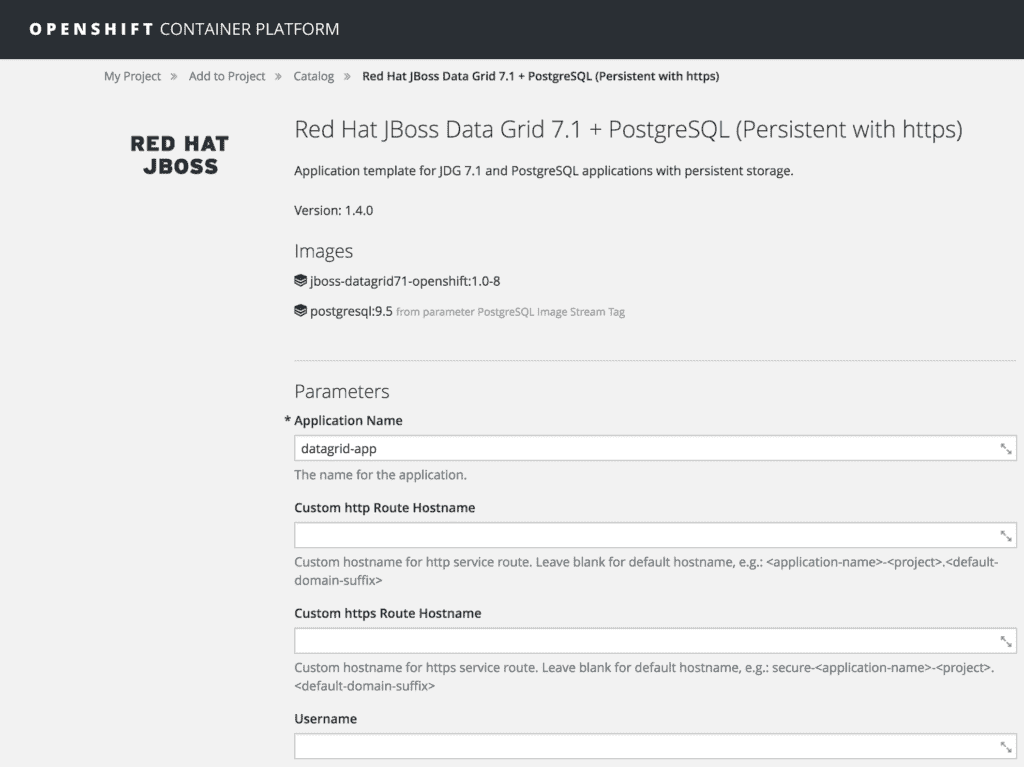 OPENSHIFT CONTAINER PLATFORM
My Project » Add to Project » Catalog » Red Hat JBoss Data Grid 7.1 + PostgreSQL (Persistent with https)
RED HAT
JBOSS
Red Hat JBoss Data Grid 7.1 + PostgreSQL (Persistent with https)
Application template for JDG 7.1 and PostgreSQL applications with persistent storage.
Version: 1.4.0
Images
jboss-datagrid71-openshift:1.0-8
postgresql:9.5 from parameter PostgreSQL Image Stream Tag
Parameters
* Application Name
datagrid-app
The name for the application.
Custom http Route Hostname
Custom hostname for http service route. Leave blank for default hostname, e.g.: <application-name>-<project>.<default-
domain-suffix>
Custom https Route Hostname
Custom hostname for https service route. Leave blank for default hostname, e.g.: secure-<application-name>-<project>.
<default-domain-suffix>
Username